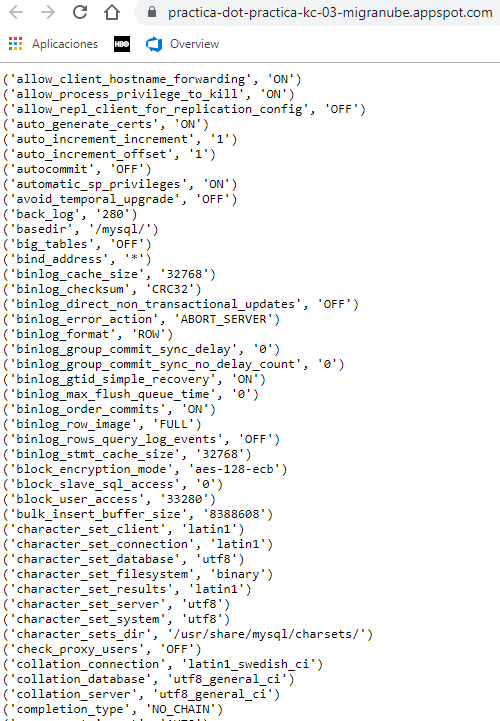 practica-dot-practica-kc-03-migranube.appspot.com
Aplicaciones HBO Overview
('allow_client_hostname_forwarding', 'ON')
('allow_process_privilege_to_kill', 'ON')
('allow_repl_client_for_replication_config', 'OFF')
('auto_generate_certs', 'ON')
('auto_increment_increment', '1')
('auto_increment_offset', '1')
('autocommit', 'OFF')
('automatic_sp_privileges', 'ON')
('avoid_temporal_upgrade', 'OFF')
('back_log', '280')
('basedir', '/mysql/')
('big_tables', 'OFF')
('bind_address', '*')
('binlog_cache_size', '32768')
('binlog_checksum', 'CRC32')
('binlog_direct_non_transactional_updates', 'OFF')
('binlog_error_action', 'ABORT_SERVER')
('binlog_format', 'ROW')
('binlog_group_commit_sync_delay', '0')
('binlog_group_commit_sync_no_delay_count', '0')
('binlog_gtid_simple_recovery', 'ON')
('binlog_max_flush_queue_time', '0')
('binlog_order_commits', 'ON')
('binlog_row_image', 'FULL')
('binlog_rows_query_log_events', 'OFF')
('binlog_stmt_cache_size', '32768')
('block_encryption_mode', 'aes-128-ecb')
('block_slave_sql_access', '0')
('block_user_access', '33280')
('bulk_insert_buffer_size', '8388608')
('character_set_client', 'latin1')
('character_set_connection', 'latin1')
('character_set_database', 'utf8')
('character_set_filesystem', 'binary')
('character_set_results', 'latin1')
('character_set_server', 'utf8')
('character_set_system', 'utf8')
('character_sets_dir', '/usr/share/mysql/charsets/')
('check_proxy_users', 'OFF')
('collation_connection', 'latin1_swedish_ci')
('collation_database', 'utf8_general_ci')
('collation_server', 'utf8_general_ci')
('completion_type', 'NO_CHAIN')